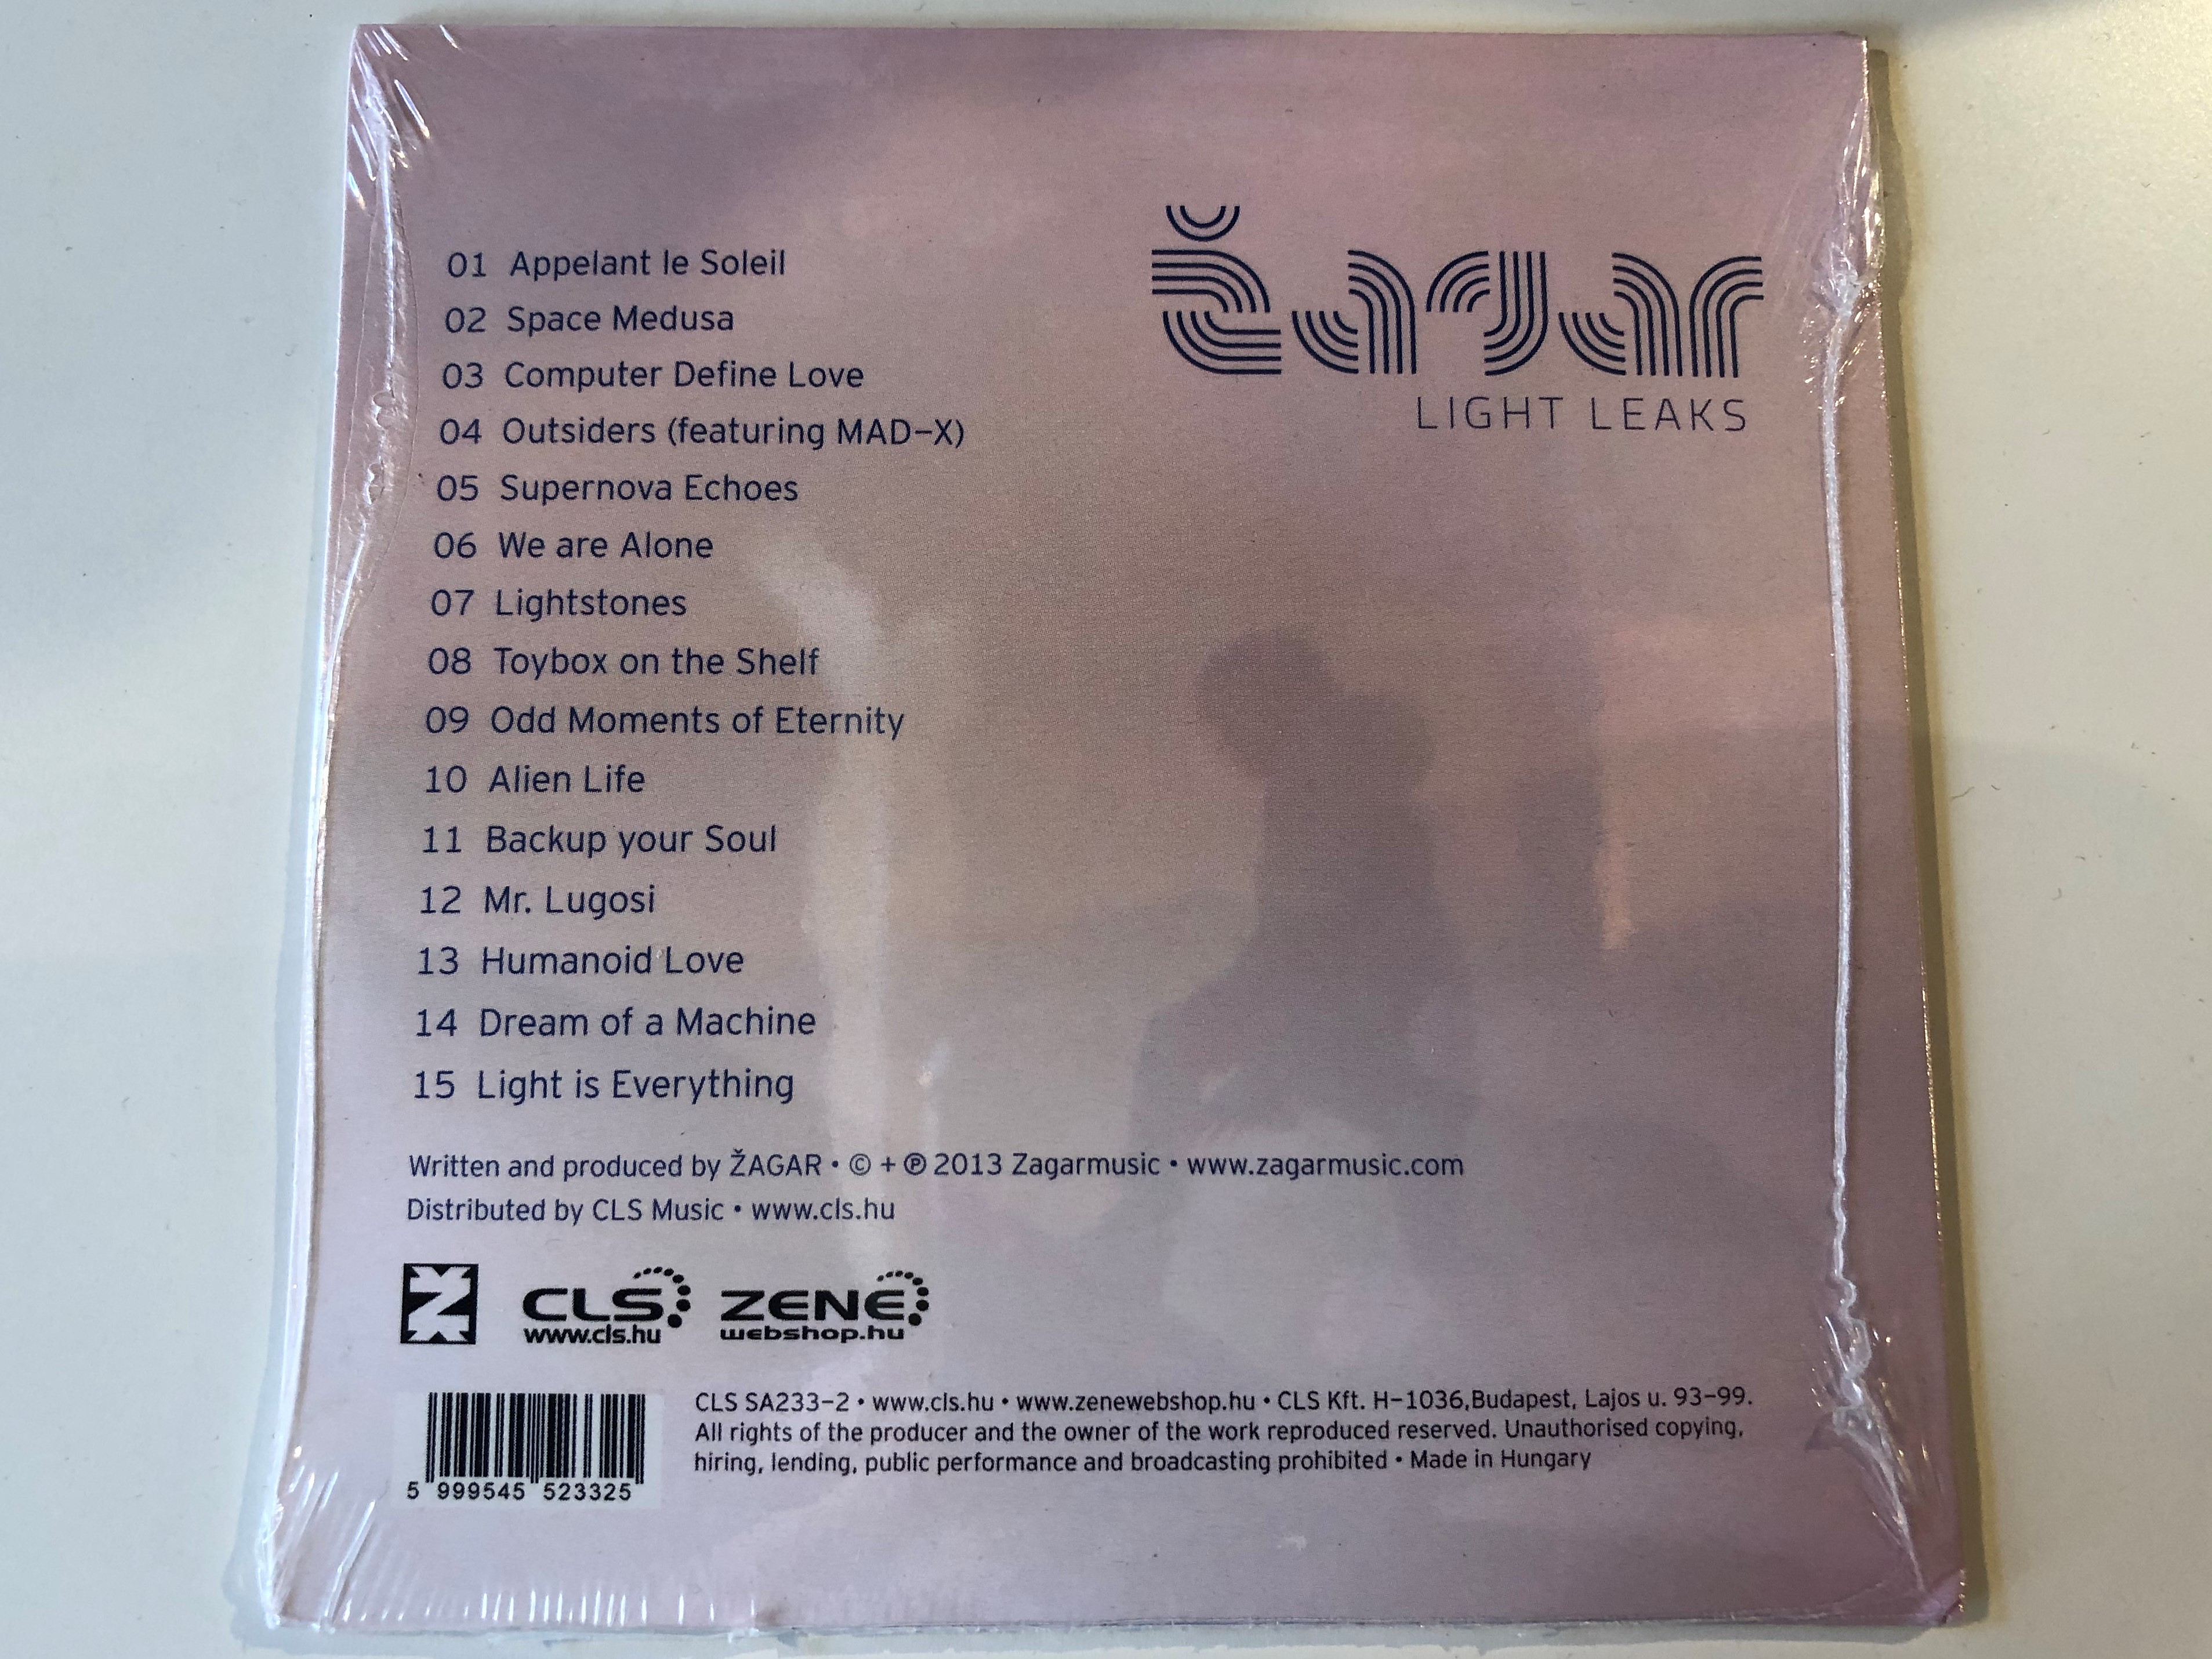 Žagar
LIGHT LEAKS
01 Appelant le Soleil
02 Space Medusa
03 Computer Define Love
04 Outsiders (featuring MAD-X)
05 Supernova Echoes
06 We are Alone
07 Lightstones
08 Toybox on the Shelf
09 Odd Moments of Eternity
10 Alien Life
11 Backup your Soul
12 Mr. Lugosi
13 Humanoid Love
14 Dream of a Machine
15 Light is Everything
Written and produced by ŽAGAR • © + ℗ 2013 Zagarmusic • www.zagarmusic.com
Distributed by CLS Music • www.cls.hu
Z
CLS
www.cls.hu
ZENE
webshop.hu
CLS SA233-2 • www.cls.hu • www.zenewebshop.hu • CLS Kft. H-1036,Budapest, Lajos u. 93-99.
All rights of the producer and the owner of the work reproduced reserved. Unauthorised copying,
hiring, lending, public performance and broadcasting prohibited • Made in Hungary
5 999545 523325